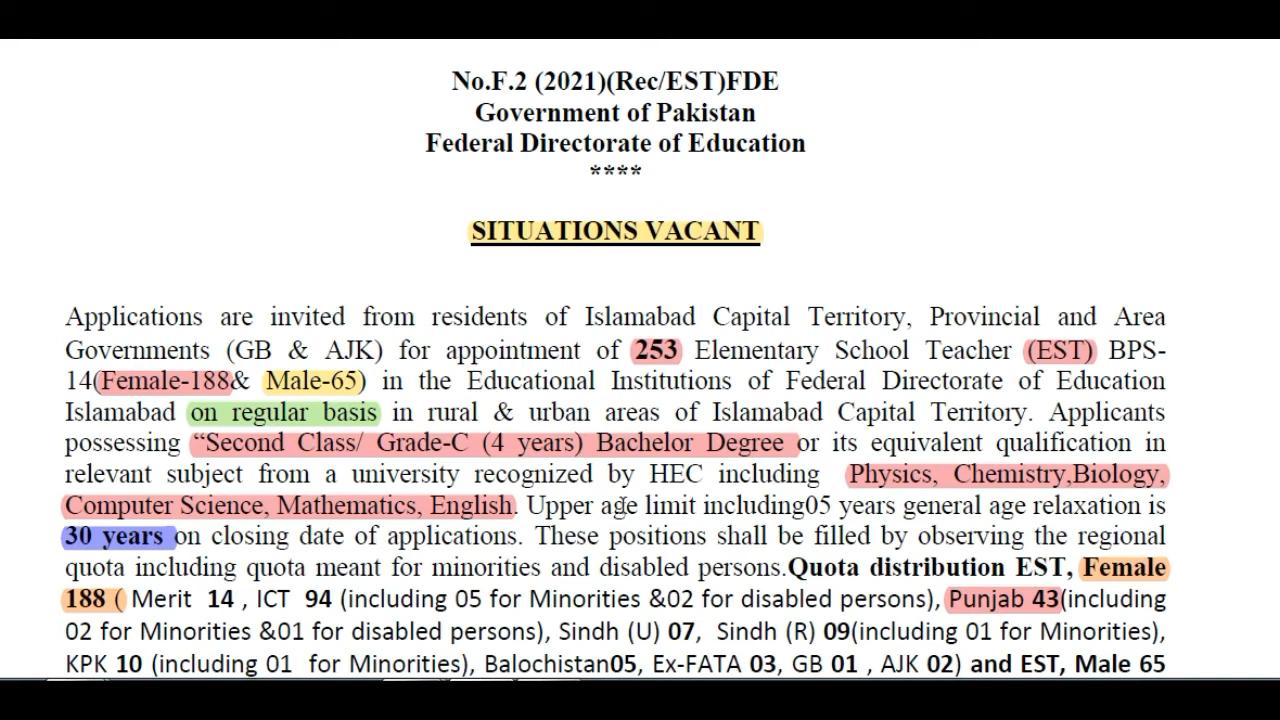 No.F.2 (2021)(Rec/EST)FDE
Government of Pakistan
Federal Directorate of Education
****
SITUATIONS VACANT
Applications are invited from residents of Islamabad Capital Territory, Provincial and Area
Governments (GB & AJK) for appointment of 253 Elementary School Teacher (EST) BPS-
14(Female-188& Male-65) in the Educational Institutions of Federal Directorate of Education
Islamabad on regular basis in rural & urban areas of Islamabad Capital Territory. Applicants
possessing “Second Class/ Grade-C (4 years) Bachelor Degree or its equivalent qualification in
relevant subject from a university recognized by HEC including Physics, Chemistry,Biology,
Computer Science, Mathematics, English. Upper age limit including05 years general age relaxation is
30 years on closing date of applications. These positions shall be filled by observing the regional
quota including quota meant for minorities and disabled persons.Quota distribution EST, Female
188 ( Merit 14 , ICT 94 (including 05 for Minorities &02 for disabled persons), Punjab 43(including
02 for Minorities &01 for disabled persons), Sindh (U) 07, Sindh (R) 09(including 01 for Minorities),
KPK 10 (including 01 for Minorities), Balochistan05, Ex-FATA 03, GB 01 , AJK 02) and EST, Male 65